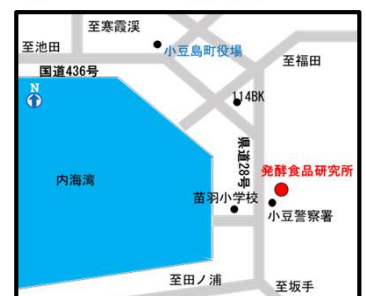 至寒霞渓
至池田
小豆島町役場
至福田
国道436号
N
114BK
県道28号
発酵食品研究所
内海湾
苗羽小学校
小豆警察署
至田ノ浦
至坂手